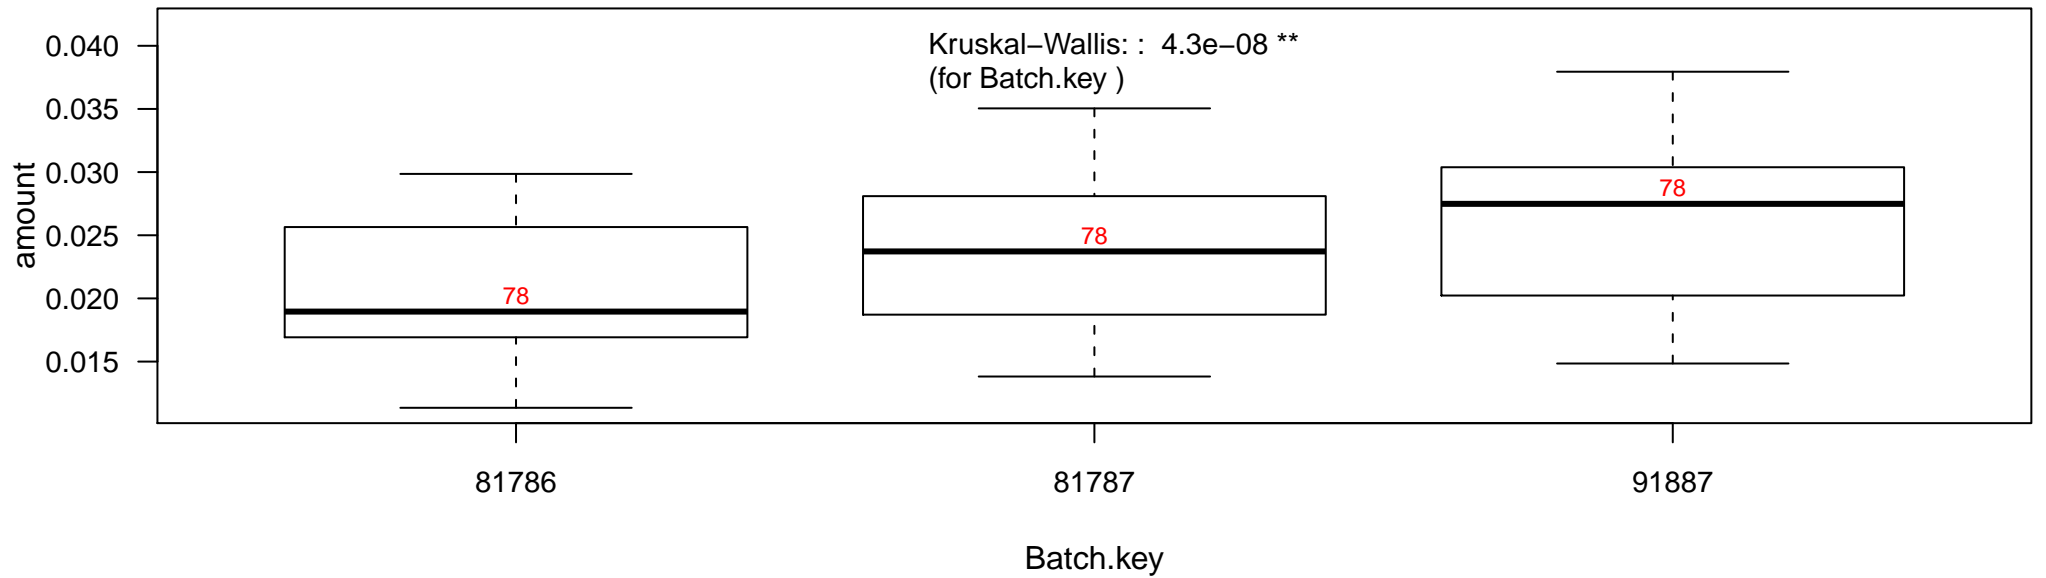 Kruskal−Wallis: : 4.3e−08 **
(for Batch.key )
0.040
0.035
0.030
0.025
0.020
0.015
amount
78
78
78
81786 81787 91887
Batch.key